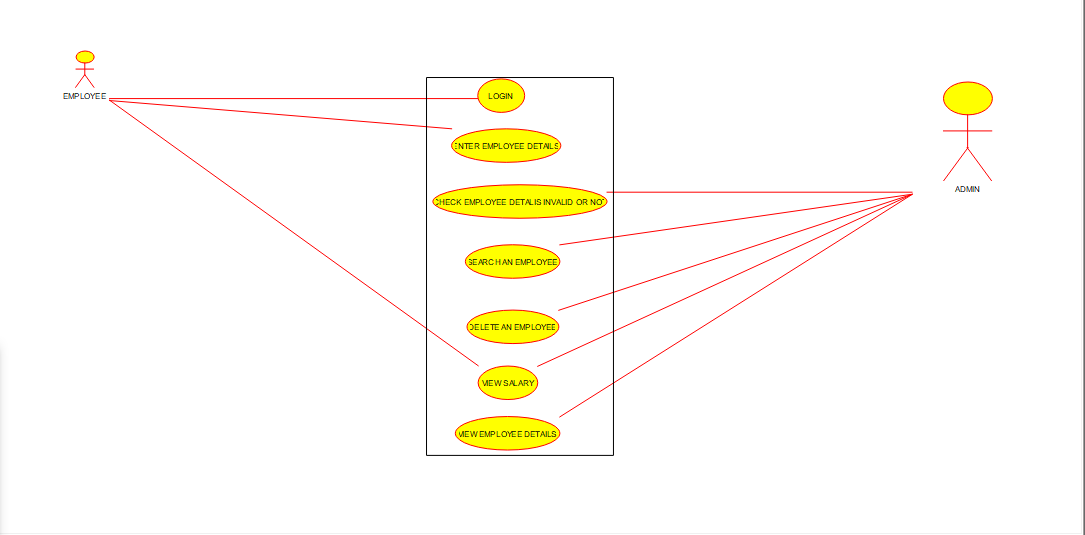 EMPLOYEE
LOGIN
ENTER EMPLOYEE DETAILS
CHECK EMPLOYEE DETALIS INVALID OR NOT
ADMIN
SEARCH AN EMPLOYEE
DELETE AN EMPLOYEE
VIEW SALARY
VIEW EMPLOYEE DETAILS